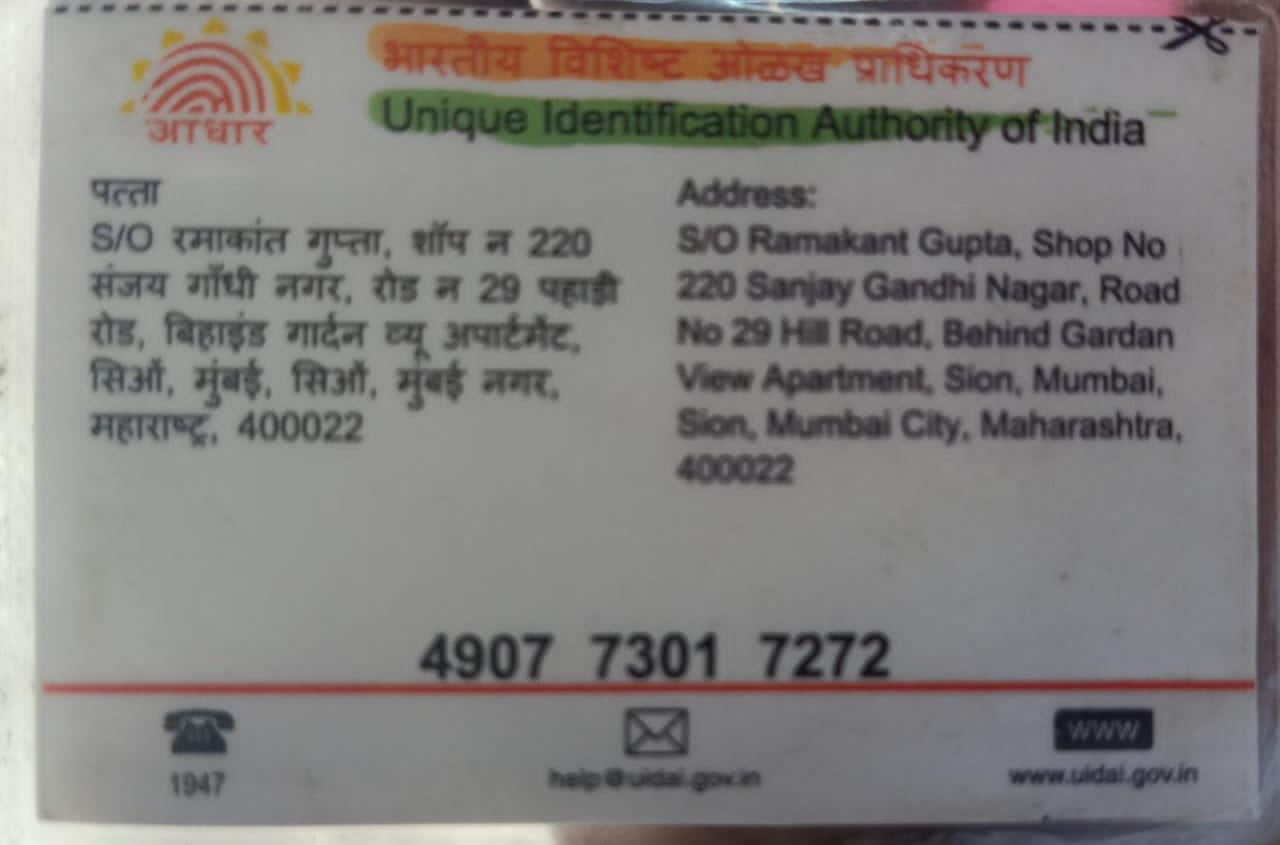 आधार
भारतीय विशिष्ट ओळख प्राधिकरण
Unique Identification Authority of India
पत्ता
S/O रमाकांत गुप्ता, शॉप न 220
संजय गाँधी नगर, रोड न 29 पहाड़ी
रोड, बिहाइंड गार्दन व्यू अपार्टमेंट,
सिओं, मुंबई, सिओं, मुंबई नगर,
महाराष्ट्र, 400022
Address:
S/O Ramakant Gupta, Shop No
220 Sanjay Gandhi Nagar, Road
No 29 Hill Road, Behind Gardan
View Apartment, Sion, Mumbai,
Sion, Mumbai City, Maharashtra,
400022
4907 7301 7272
1947
help@uidai.gov.in
www
www.uidai.gov.in